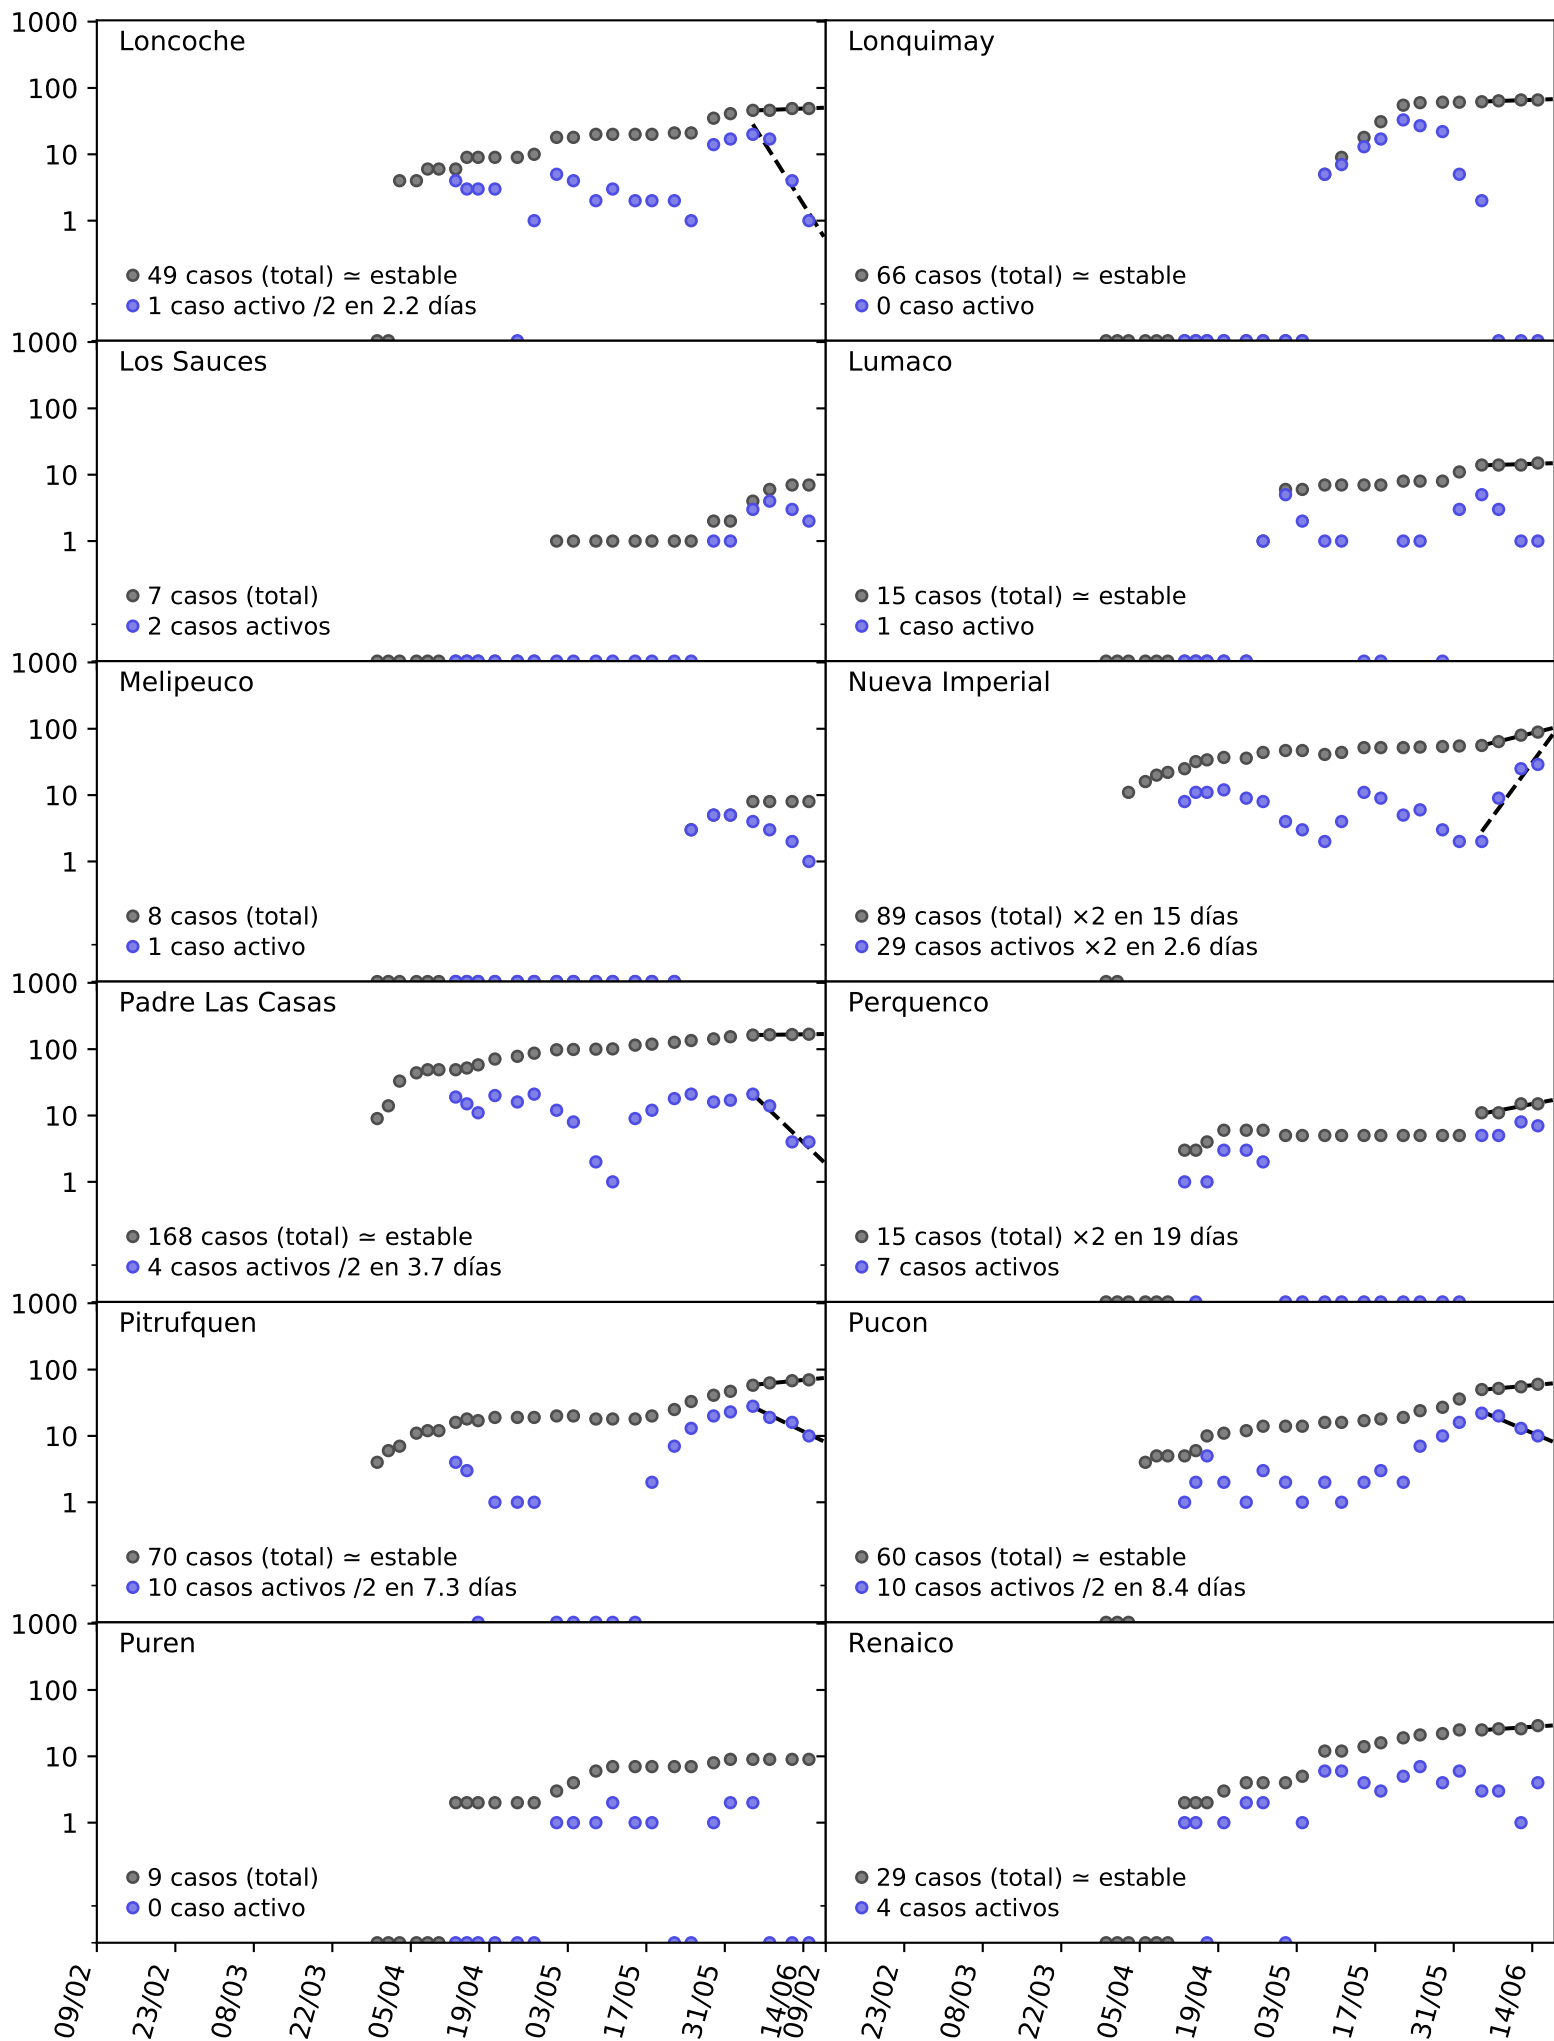 1000
Loncoche
Lonquimay
100
10
1
49 casos (total) ≃ estable
1 caso activo /2 en 2.2 días
66 casos (total) ≃ estable
0 caso activo
1000
Los Sauces
Lumaco
100
10
1
7 casos (total)
2 casos activos
15 casos (total) ≃ estable
1 caso activo
1000
Melipeuco
Nueva Imperial
100
10
1
8 casos (total)
1 caso activo
89 casos (total) ×2 en 15 días
29 casos activos ×2 en 2.6 días
1000
Padre Las Casas
Perquenco
100
10
1
168 casos (total) ≃ estable
4 casos activos /2 en 3.7 días
15 casos (total) ×2 en 19 días
7 casos activos
1000
Pitrufquen
Pucon
100
10
1
70 casos (total) ≃ estable
10 casos activos /2 en 7.3 días
60 casos (total) ≃ estable
10 casos activos /2 en 8.4 días
1000
Puren
Renaico
100
10
1
9 casos (total)
0 caso activo
29 casos (total) ≃ estable
4 casos activos
09/02
23/02
08/03
22/03
05/04
19/04
03/05
17/05
31/05
14/06
09/02
23/02
08/03
22/03
05/04
19/04
03/05
17/05
31/05
14/06